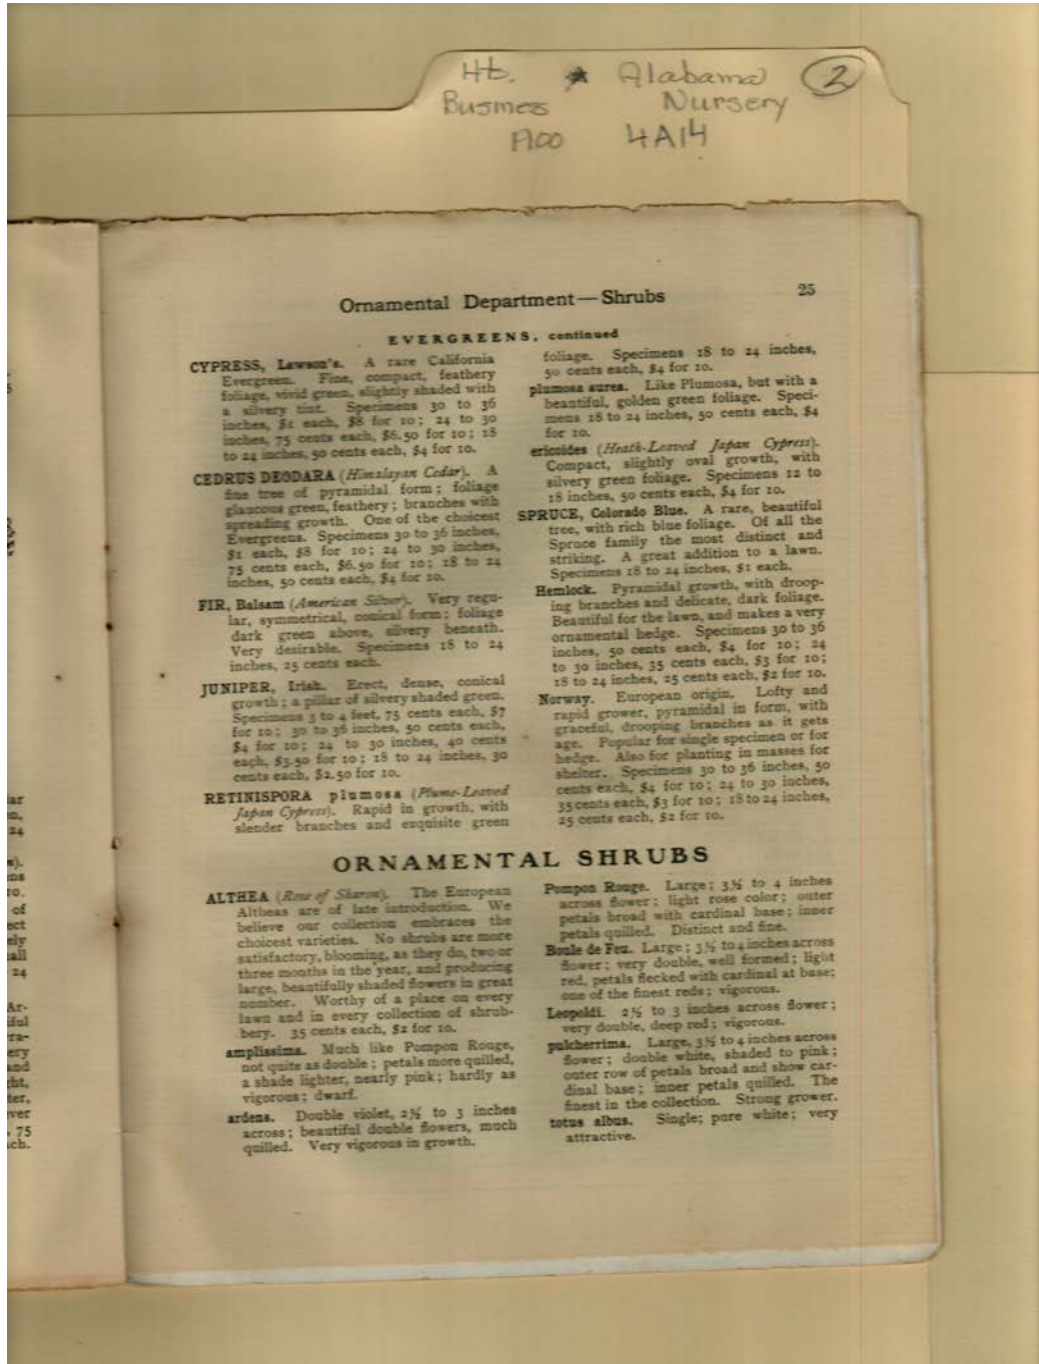 Hb. * Alabama 2
Business Nursery
A00 4A14
Ornamental Department—Shrubs 25
EVERGREENS, continued
CYPRESS, Lawson's. A rare California
Evergreen. Fine, compact, feathery
foliage, vivid green, slightly shaded with
a silvery tint. Specimens 30 to 36
inches, $1 each, $8 for 10; 24 to 30
inches, 75 cents each, $6.50 for 10; 18
to 24 inches, 50 cents each, $4 for 10.
CEDRUS DEODARA (Himalayan Cedar). A
fine tree of pyramidal form; foliage
glaucous green, feathery; branches with
spreading growth. One of the choicest
Evergreens. Specimens 30 to 36 inches,
$1 each, $8 for 10; 24 to 30 inches,
75 cents each, $6.50 for 10; 18 to 24
inches, 50 cents each, $4 for 10.
FIR, Balsam (American Silver). Very regu-
lar, symmetrical, conical form; foliage
dark green above, silvery beneath.
Very desirable. Specimens 18 to 24
inches, 25 cents each.
JUNIPER, Irish. Erect, dense, conical
growth; a pillar of silvery shaded green.
Specimens 3 to 4 feet, 75 cents each, $7
for 10; 30 to 36 inches, 50 cents each,
$4 for 10; 24 to 30 inches, 40 cents
each, $3.50 for 10; 18 to 24 inches, 30
cents each, $2.50 for 10.
RETINISPORA plumosa (Plume-Leaved
Japan Cypress). Rapid in growth, with
slender branches and exquisite green
foliage. Specimens 18 to 24 inches,
50 cents each, $4 for 10.
plumosa aurea. Like Plumosa, but with a
beautiful, golden green foliage. Speci-
mens 18 to 24 inches, 50 cents each, $4
for 10.
ericoides (Heath-Leaved Japan Cypress).
Compact, slightly oval growth, with
silvery green foliage. Specimens 12 to
18 inches, 50 cents each, $4 for 10.
SPRUCE, Colorado Blue. A rare, beautiful
tree, with rich blue foliage. Of all the
Spruce family the most distinct and
striking. A great addition to a lawn.
Specimens 18 to 24 inches, $1 each.
Hemlock. Pyramidal growth, with droop-
ing branches and delicate, dark foliage.
Beautiful for the lawn, and makes a very
ornamental hedge. Specimens 30 to 36
inches, 50 cents each, $4 for 10; 24
to 30 inches, 35 cents each, $3 for 10;
18 to 24 inches, 25 cents each, $2 for 10.
Norway. European origin. Lofty and
rapid grower, pyramidal in form, with
graceful, drooping branches as it gets
age. Popular for single specimen or for
hedge. Also for planting in masses for
shelter. Specimens 30 to 36 inches, 50
cents each, $4 for 10; 24 to 30 inches,
35 cents each, $3 for 10; 18 to 24 inches,
25 cents each, $2 for 10.
ORNAMENTAL SHRUBS
ALTHEA (Rose of Sharon). The European
Altheas are of late introduction. We
believe our collection embraces the
choicest varieties. No shrubs are more
satisfactory, blooming, as they do, two or
three months in the year, and producing
large, beautifully shaded flowers in great
number. Worthy of a place on every
lawn and in every collection of shrub-
bery. 35 cents each, $2 for 10.
amplissima. Much like Pompon Rouge,
not quite as double; petals more quilled,
a shade lighter, nearly pink; hardly as
vigorous; dwarf.
ardens. Double violet, 2½ to 3 inches
across; beautiful double flowers, much
quilled. Very vigorous in growth.
Pompon Rouge. Large; 3½ to 4 inches
across flower; light rose color; outer
petals broad with cardinal base; inner
petals quilled. Distinct and fine.
Boule de Feu. Large; 3½ to 4 inches across
flower; very double, well formed; light
red, petals flecked with cardinal at base;
one of the finest reds; vigorous.
Leopoldi. 2½ to 3 inches across flower;
very double, deep red; vigorous.
pulcherrima. Large, 3½ to 4 inches across
flower; double white, shaded to pink;
outer row of petals broad and show car-
dinal base; inner petals quilled. The
finest in the collection. Strong grower.
totus albus. Single; pure white; very
attractive.